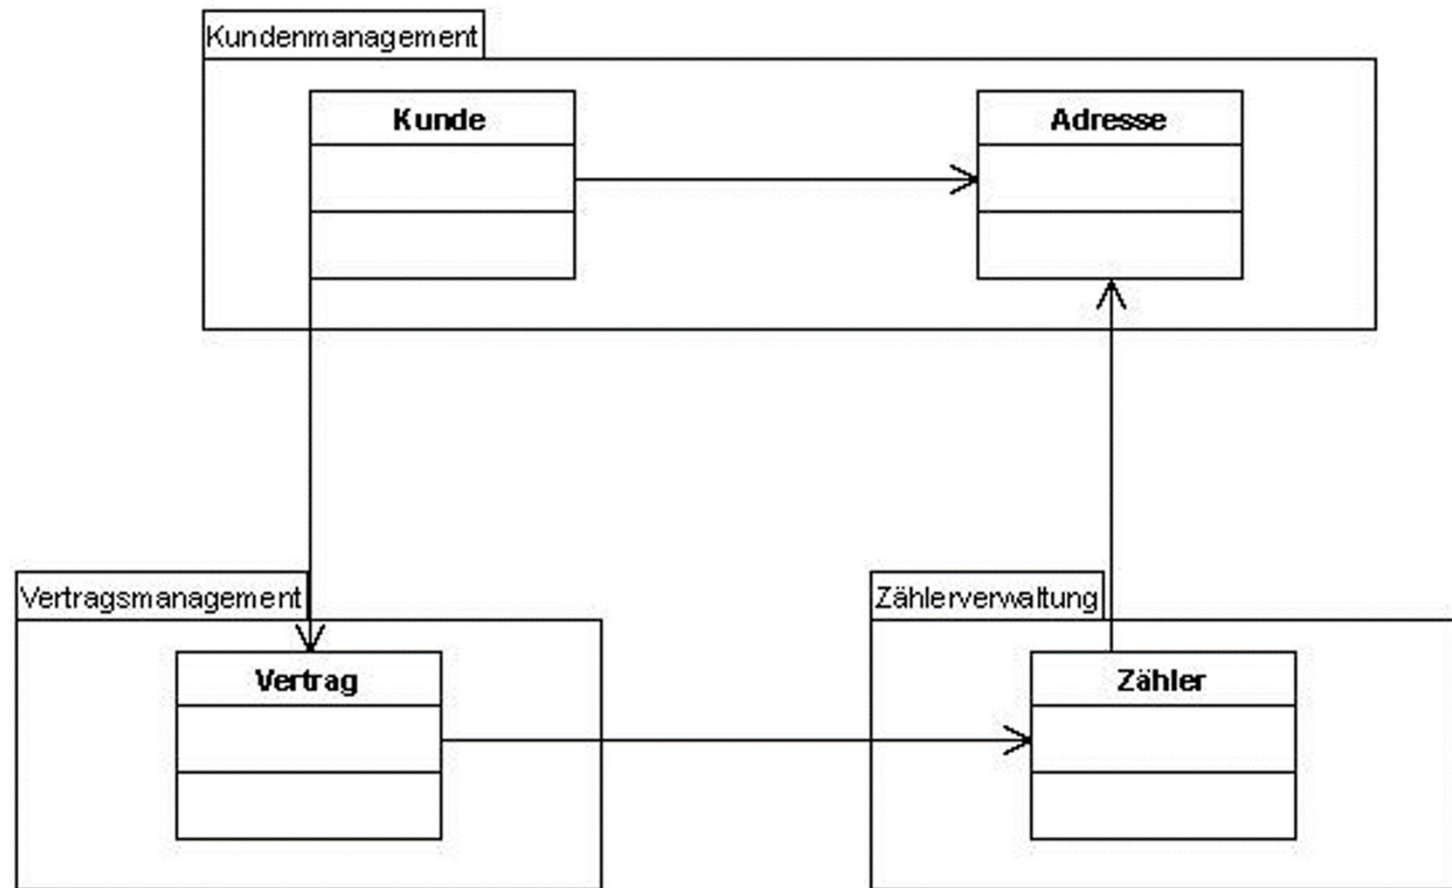 Kundenmanagement
Kunde
Adresse
Vertragsmanagement
Zählerverwaltung
Vertrag
Zähler